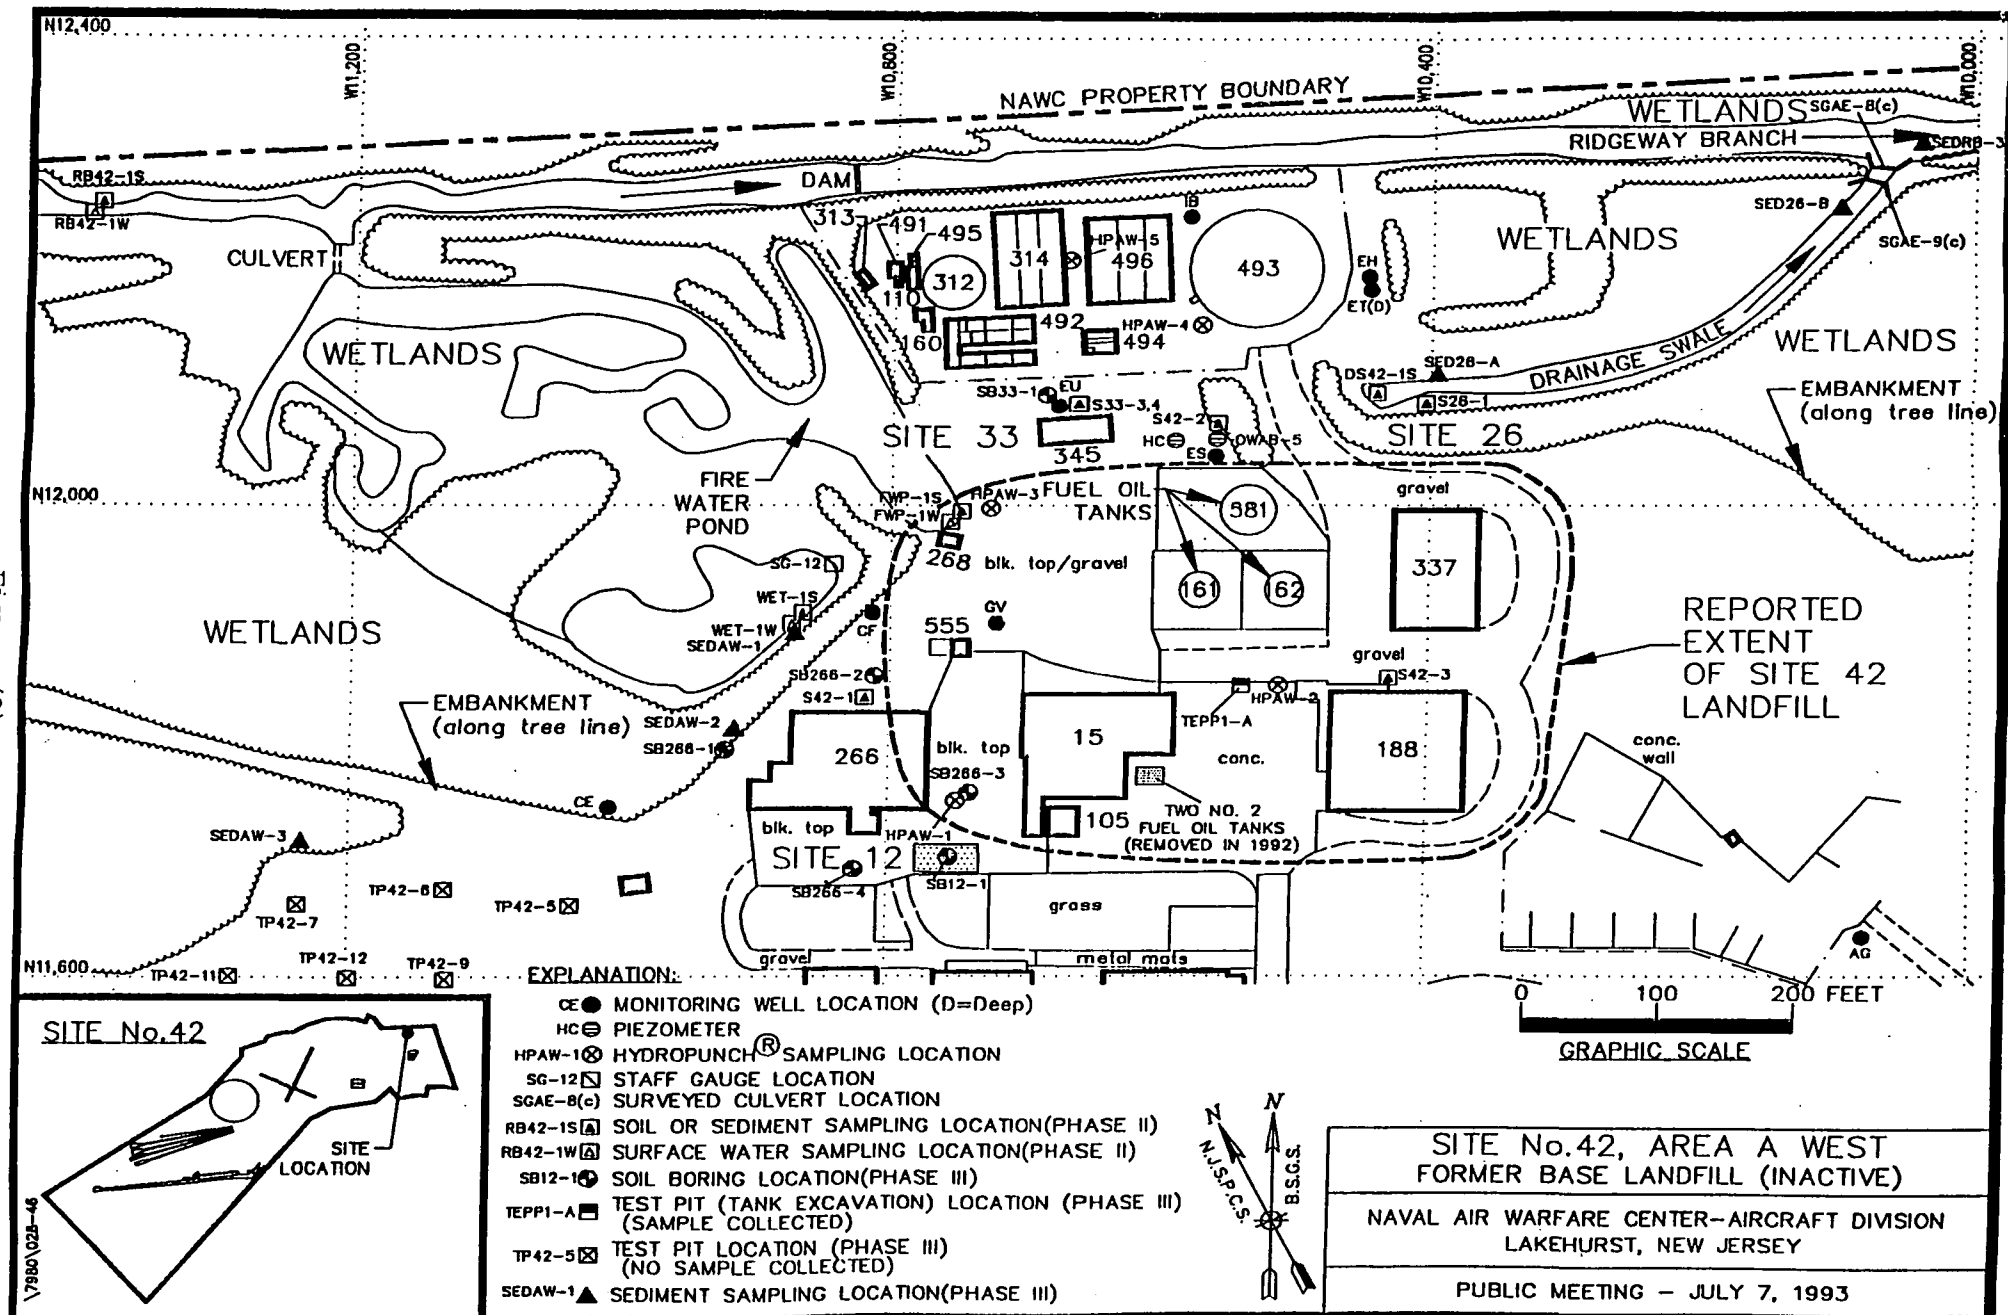 N12,400
W11,200
W10,800
W10,400
W10,000
NAWC PROPERTY BOUNDARY
WETLANDS
SGAE-8(c)
RIDGEWAY BRANCH
SEDRB-3
RB42-1S
RB42-1W
DAM
CULVERT
313
491
495
110
312
314
HPAW-5
496
IB
493
EH
ET(D)
SED26-B
SGAE-9(c)
WETLANDS
WETLANDS
WETLANDS
160
492
HPAW-4
494
DRAINAGE SWALE
SB33-1
EU
S33-3,4
S42-2
HC
OWAB-5
ES
DS42-1S
SED26-A
S26-1
EMBANKMENT
(along tree line)
SITE 33
345
SITE 26
N12,000
FIRE
WATER
POND
FWP-1S
FWP-1W
HPAW-3
FUEL OIL
TANKS
581
gravel
268
blk. top/gravel
161
162
337
SG-12
WET-1S
WET-1W
SEDAW-1
CF
GV
555
WETLANDS
REPORTED
EXTENT
OF SITE 42
LANDFILL
gravel
SB266-2
S42-1
S42-3
HPAW-2
TEPP1-A
EMBANKMENT
(along tree line)
SEDAW-2
SB266-1
266
blk. top
SB266-3
15
conc.
188
conc.
wall
CE
SEDAW-3
blk. top
HPAW-1
105
TWO NO. 2
FUEL OIL TANKS
(REMOVED IN 1992)
SITE 12
SB266-4
SB12-1
TP42-6
TP42-7
TP42-5
grass
AG
N11,600
TP42-11
TP42-12
TP42-9
gravel
metal mats
0 100 200 FEET
GRAPHIC SCALE
EXPLANATION:
CE MONITORING WELL LOCATION (D=Deep)
HC PIEZOMETER
HPAW-1 HYDROPUNCH® SAMPLING LOCATION
SG-12 STAFF GAUGE LOCATION
SGAE-8(c) SURVEYED CULVERT LOCATION
RB42-1S SOIL OR SEDIMENT SAMPLING LOCATION(PHASE II)
RB42-1W SURFACE WATER SAMPLING LOCATION(PHASE II)
SB12-1 SOIL BORING LOCATION(PHASE III)
TEPP1-A TEST PIT (TANK EXCAVATION) LOCATION (PHASE III)
(SAMPLE COLLECTED)
TP42-5 TEST PIT LOCATION (PHASE III)
(NO SAMPLE COLLECTED)
SEDAW-1 SEDIMENT SAMPLING LOCATION(PHASE III)
SITE No.42
SITE
LOCATION
\7980\028-46
N
N.J.S.P.C.S.
N
B.S.G.S.
SITE No.42, AREA A WEST
FORMER BASE LANDFILL (INACTIVE)
NAVAL AIR WARFARE CENTER-AIRCRAFT DIVISION
LAKEHURST, NEW JERSEY
PUBLIC MEETING - JULY 7, 1993